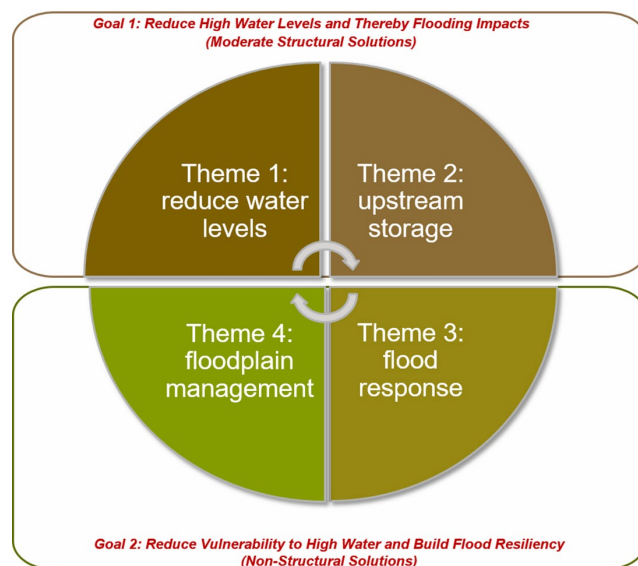 Goal 1: Reduce High Water Levels and Thereby Flooding Impacts
(Moderate Structural Solutions)
Theme 1:
reduce water
levels
Theme 2:
upstream
storage
Theme 4:
floodplain
management
Theme 3:
flood
response
Goal 2: Reduce Vulnerability to High Water and Build Flood Resiliency
(Non-Structural Solutions)